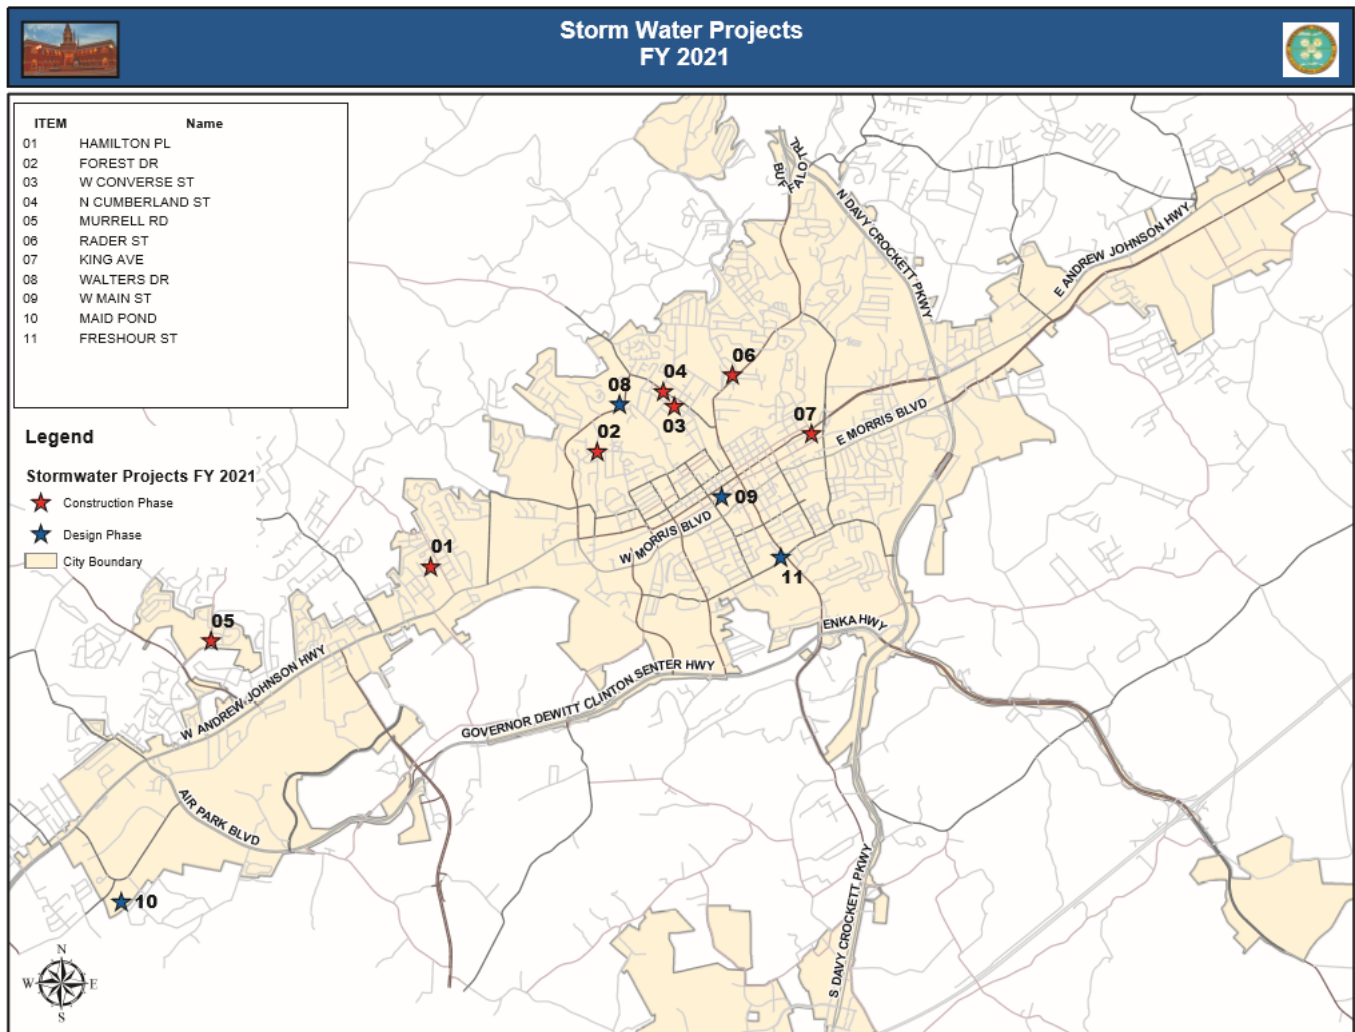 Storm Water Projects
FY 2021
ITEM Name
01 HAMILTON PL
02 FOREST DR
03 W CONVERSE ST
04 N CUMBERLAND ST
05 MURRELL RD
06 RADER ST
07 KING AVE
08 WALTERS DR
09 W MAIN ST
10 MAID POND
11 FRESHOUR ST
Legend
Stormwater Projects FY 2021
Construction Phase
Design Phase
City Boundary
BUFFALO TRL
N DAVY CROCKETT PKWY
E ANDREW JOHNSON HWY
06
04
08
03
07
02
E MORRIS BLVD
09
W MORRIS BLVD
01
11
05
ENKA HWY
W ANDREW JOHNSON HWY
GOVERNOR DEWITT CLINTON SENTER HWY
AIR PARK BLVD
S DAVY CROCKETT PKWY
10
N
W E
S